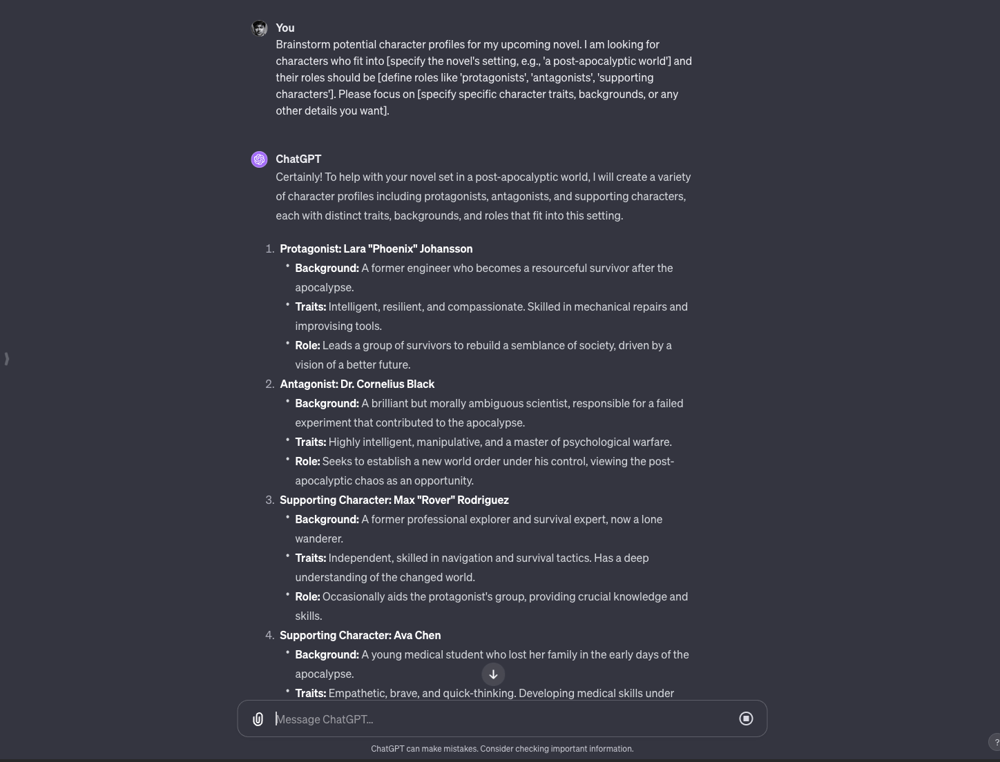 You
Brainstorm potential character profiles for my upcoming novel. I am looking for
characters who fit into [specify the novel's setting, e.g., 'a post-apocalyptic world'] and
their roles should be [define roles like 'protagonists', 'antagonists', 'supporting
characters']. Please focus on [specify specific character traits, backgrounds, or any
other details you want].
ChatGPT
Certainly! To help with your novel set in a post-apocalyptic world, I will create a variety
of character profiles including protagonists, antagonists, and supporting characters,
each with distinct traits, backgrounds, and roles that fit into this setting.
1. Protagonist: Lara "Phoenix" Johansson
• Background: A former engineer who becomes a resourceful survivor after the
apocalypse.
• Traits: Intelligent, resilient, and compassionate. Skilled in mechanical repairs and
improvising tools.
• Role: Leads a group of survivors to rebuild a semblance of society, driven by a
vision of a better future.
2. Antagonist: Dr. Cornelius Black
• Background: A brilliant but morally ambiguous scientist, responsible for a failed
experiment that contributed to the apocalypse.
• Traits: Highly intelligent, manipulative, and a master of psychological warfare.
• Role: Seeks to establish a new world order under his control, viewing the post-
apocalyptic chaos as an opportunity.
3. Supporting Character: Max "Rover" Rodriguez
• Background: A former professional explorer and survival expert, now a lone
wanderer.
• Traits: Independent, skilled in navigation and survival tactics. Has a deep
understanding of the changed world.
• Role: Occasionally aids the protagonist's group, providing crucial knowledge and
skills.
4. Supporting Character: Ava Chen
• Background: A young medical student who lost her family in the early days of the
apocalypse.
• Traits: Empathetic, brave, and quick-thinking. Developing medical skills under
Message ChatGPT...
ChatGPT can make mistakes. Consider checking important information.
?